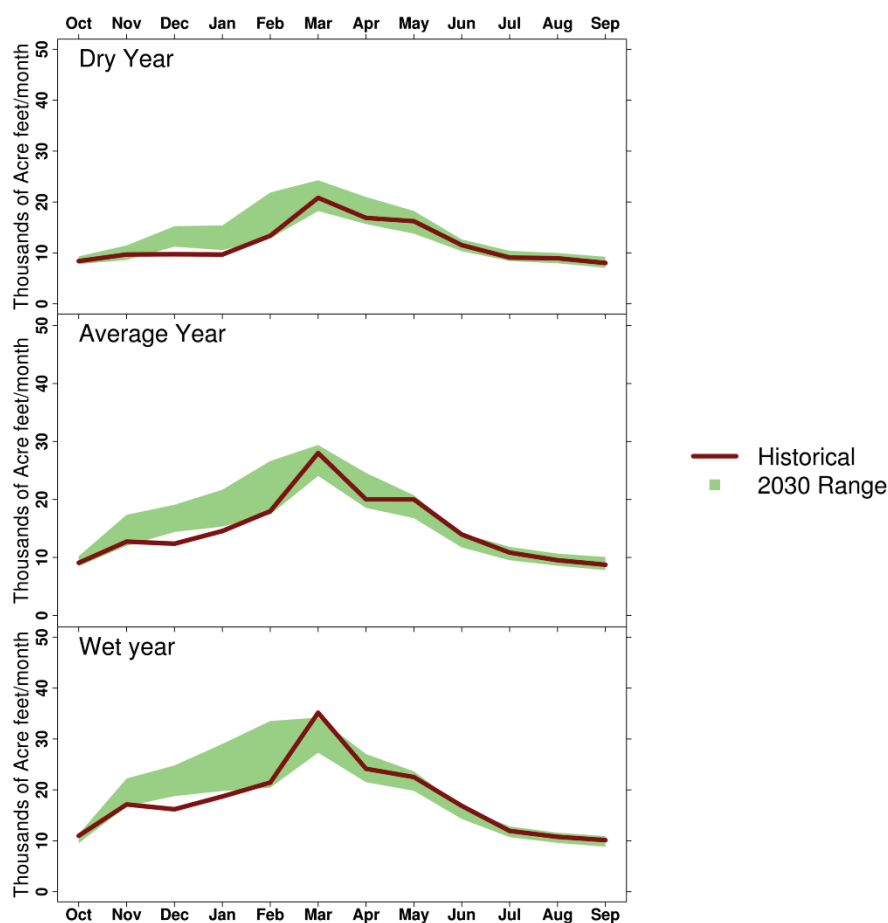 Oct Nov Dec Jan Feb Mar Apr May Jun Jul Aug Sep
Dry Year
Thousands of Acre feet/month
50
40
30
20
10
0
Average Year
Thousands of Acre feet/month
50
40
30
20
10
0
Historical
2030 Range
Wet year
Thousands of Acre feet/month
50
40
30
20
10
0
Oct Nov Dec Jan Feb Mar Apr May Jun Jul Aug Sep